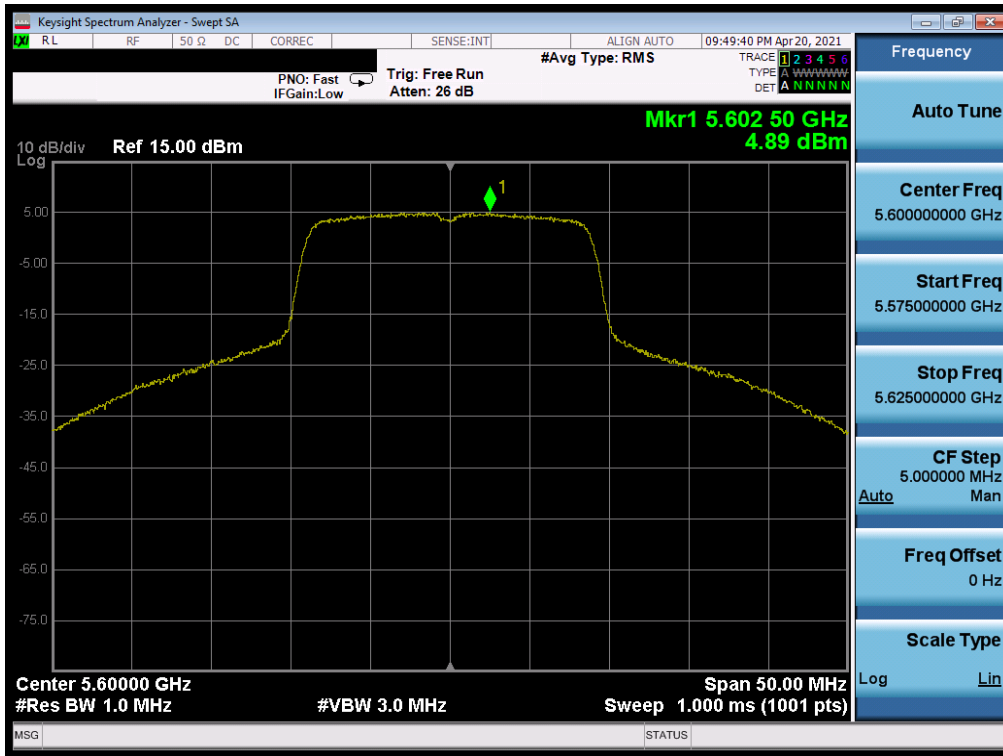 Keysight Spectrum Analyzer - Swept SA
LXI RL RF 50 Ω DC CORREC SENSE:INT ALIGN AUTO 09:49:40 PM Apr 20, 2021
#Avg Type: RMS TRACE 1 2 3 4 5 6
PNO: Fast Trig: Free Run TYPE A WWWWW
IFGain:Low Atten: 26 dB DET A N N N N N
Mkr1 5.602 50 GHz
4.89 dBm
10 dB/div Ref 15.00 dBm
Log
1
5.00
-5.00
-15.0
-25.0
-35.0
-45.0
-55.0
-65.0
-75.0
Center 5.60000 GHz Span 50.00 MHz
#Res BW 1.0 MHz #VBW 3.0 MHz Sweep 1.000 ms (1001 pts)
MSG STATUS
Frequency
Auto Tune
Center Freq
5.600000000 GHz
Start Freq
5.575000000 GHz
Stop Freq
5.625000000 GHz
CF Step
5.000000 MHz
Auto Man
Freq Offset
0 Hz
Scale Type
Log Lin